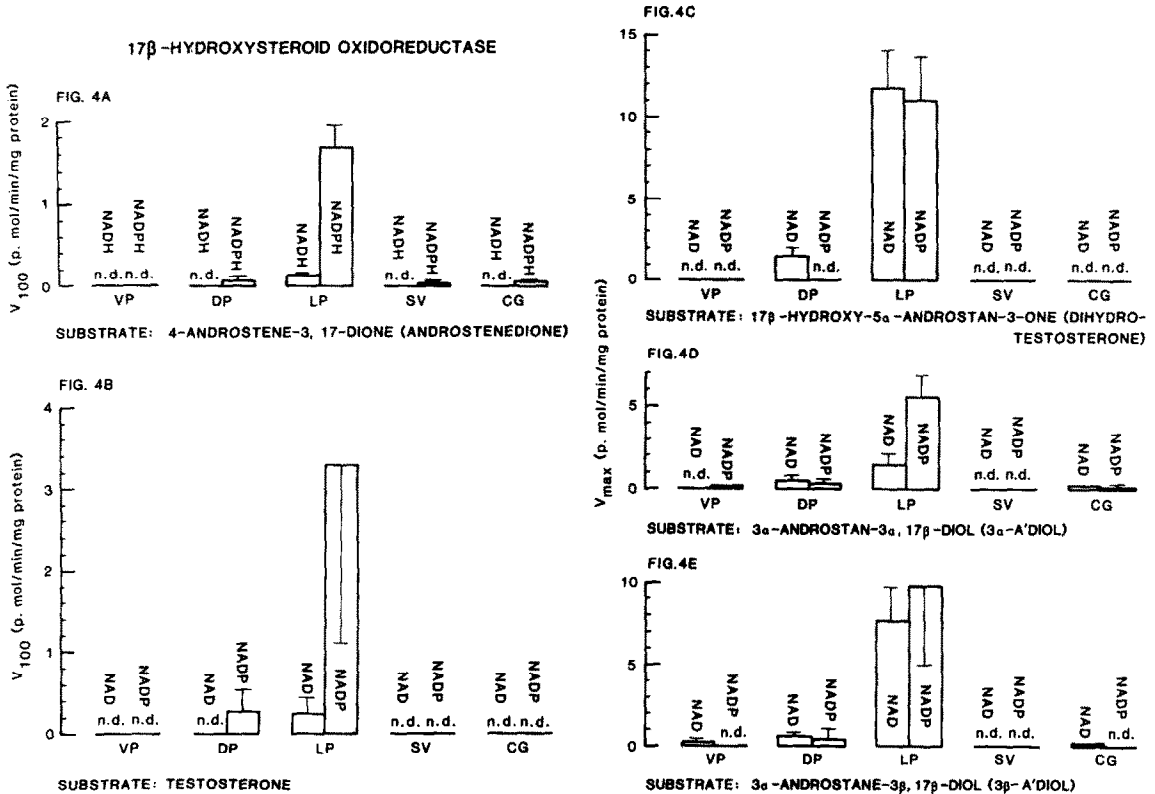 17β-HYDROXYSTEROID OXIDOREDUCTASE
FIG. 4A
V100 (p. mol/min/mg protein)
2
1
0
NADH NADPH NADH NADPH NADH NADPH NADH NADPH NADH NADPH
n.d. n.d. n.d. n.d. n.d.
VP DP LP SV CG
SUBSTRATE: 4-ANDROSTENE-3, 17-DIONE (ANDROSTENEDIONE)
FIG. 4B
V100 (p. mol/min/mg protein)
4
3
2
1
0
NAD NADP NAD NADP NAD NADP NAD NADP NAD NADP
n.d. n.d. n.d. n.d. n.d. n.d. n.d.
VP DP LP SV CG
SUBSTRATE: TESTOSTERONE
FIG.4C
15
10
5
0
NAD NADP NAD NADP NAD NADP NAD NADP NAD NADP
n.d. n.d. n.d. n.d. n.d. n.d. n.d.
VP DP LP SV CG
SUBSTRATE: 17β-HYDROXY-5α-ANDROSTAN-3-ONE (DIHYDRO-
TESTOSTERONE)
Vmax (p. mol/min/mg protein)
FIG.4D
5
0
NAD NADP NAD NADP NAD NADP NAD NADP NAD NADP
n.d. n.d. n.d.
VP DP LP SV CG
SUBSTRATE: 3α-ANDROSTAN-3α, 17β-DIOL (3α-A'DIOL)
FIG.4E
10
5
0
NAD NADP NAD NADP NAD NADP NAD NADP NAD NADP
n.d. n.d. n.d. n.d.
VP DP LP SV CG
SUBSTRATE: 3α-ANDROSTANE-3β, 17β-DIOL (3β-A'DIOL)